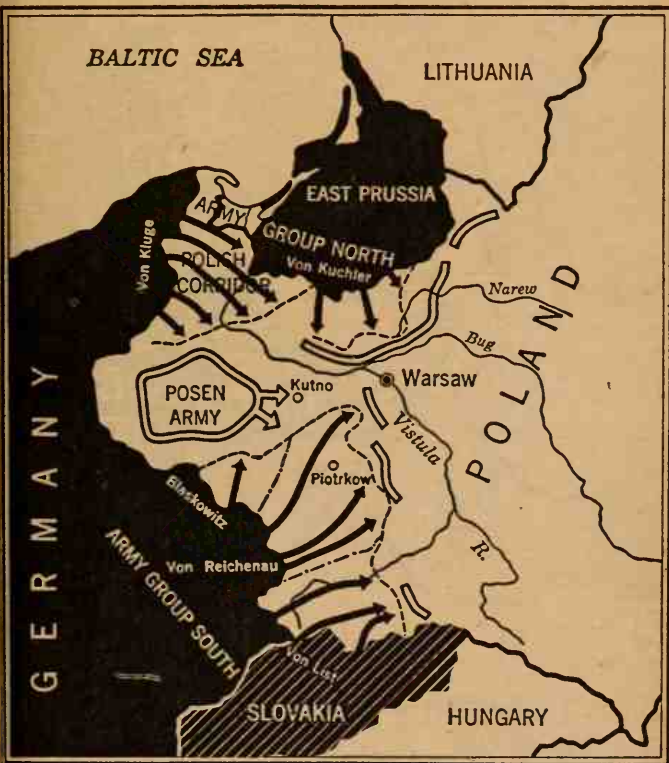 BALTIC SEA
LITHUANIA
EAST PRUSSIA
ARMY
GROUP NORTH
Von Kluge
Von Kuchler
POLISH
CORRIDOR
Narew
Bug
POLAND
Warsaw
Kutno
POSEN
ARMY
Vistula
R.
Piotrkow
GERMANY
Blaskowitz
Von Reichenau
ARMY GROUP SOUTH
Von List
SLOVAKIA
HUNGARY